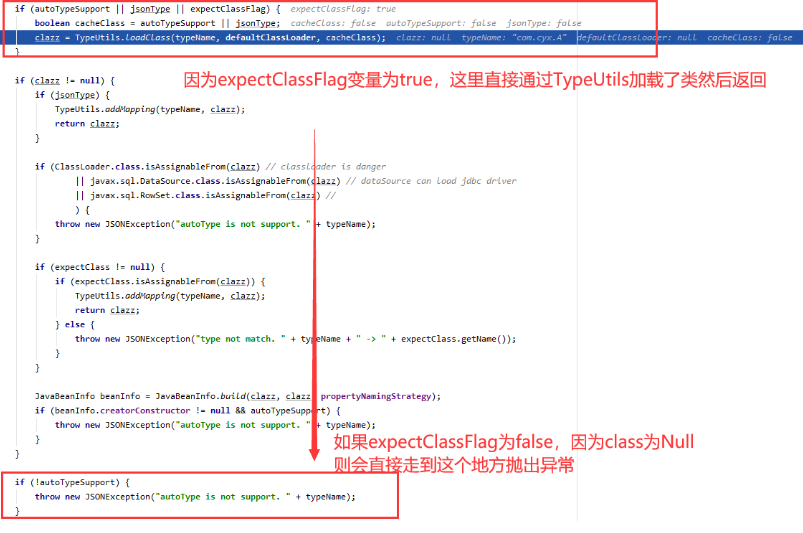 if (autoTypeSupport || jsonType || expectClassFlag) { expectClassFlag: true
boolean cacheClass = autoTypeSupport || jsonType; cacheClass: false autoTypeSupport: false jsonType: false
clazz = TypeUtils.loadClass(typeName, defaultClassLoader, cacheClass); clazz: null typeName: "com.cyx.A" defaultClassLoader: null cacheClass: false
}
if (clazz != null) {
因为expectClassFlag变量为true，这里直接通过TypeUtils加载了类然后返回
if (jsonType) {
TypeUtils.addMapping(typeName, clazz);
return clazz;
}
if (ClassLoader.class.isAssignableFrom(clazz) // classloader is danger
|| javax.sql.DataSource.class.isAssignableFrom(clazz) // dataSource can load jdbc driver
|| javax.sql.RowSet.class.isAssignableFrom(clazz) //
) {
throw new JSONException("autoType is not support. " + typeName);
}
if (expectClass != null) {
if (expectClass.isAssignableFrom(clazz)) {
TypeUtils.addMapping(typeName, clazz);
return clazz;
} else {
throw new JSONException("type not match. " + typeName + " -> " + expectClass.getName());
}
}
JavaBeanInfo beanInfo = JavaBeanInfo.build(clazz, clazz, propertyNamingStrategy);
if (beanInfo.creatorConstructor != null && autoTypeSupport) {
throw new JSONException("autoType is not support. " + typeName);
}
}
如果expectClassFlag为false，因为class为Null
则会直接走到这个地方抛出异常
if (!autoTypeSupport) {
throw new JSONException("autoType is not support. " + typeName);
}